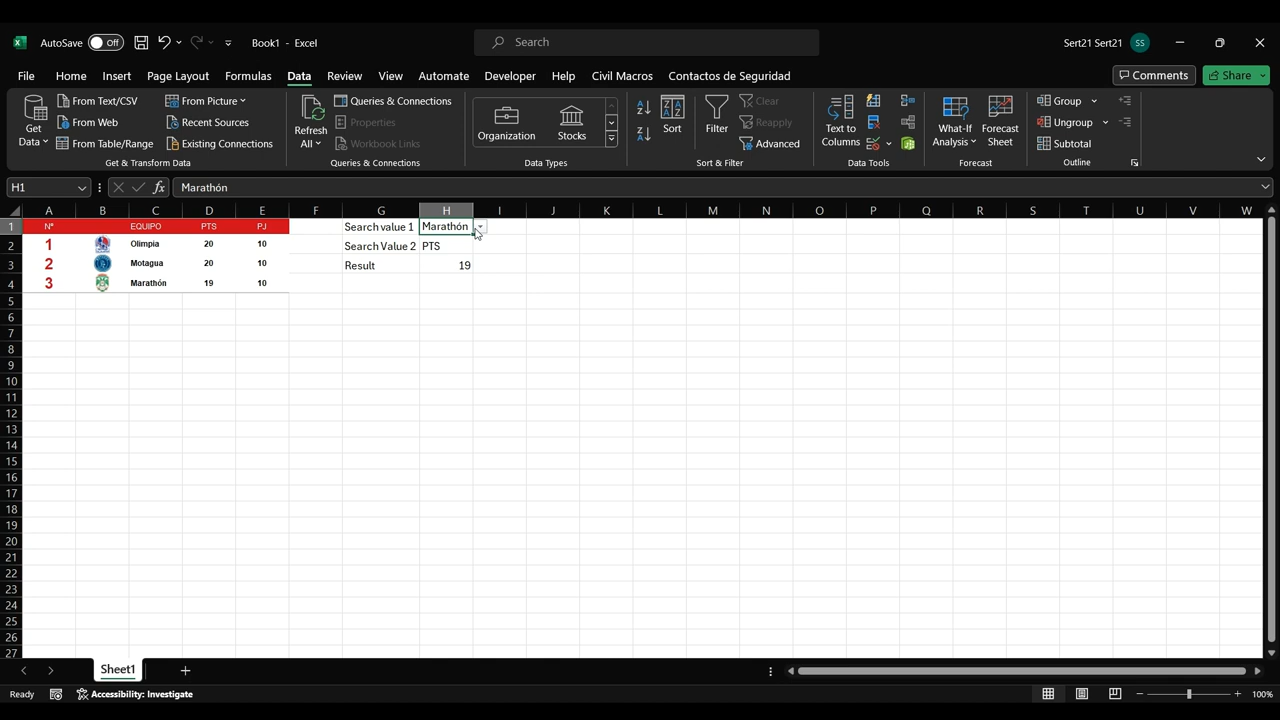 AutoSave Off Book1 - Excel Search Sert21 Sert21 SS
File Home Insert Page Layout Formulas Data Review View Automate Developer Help Civil Macros Contactos de Seguridad Comments Share
Get Data
From Text/CSV
From Web
From Table/Range
From Picture
Recent Sources
Existing Connections
Get & Transform Data
Refresh All
Queries & Connections
Properties
Workbook Links
Queries & Connections
Organization
Stocks
Data Types
Sort
Filter
Clear
Reapply
Advanced
Sort & Filter
Text to Columns
Data Tools
What-If Analysis
Forecast Sheet
Forecast
Group
Ungroup
Subtotal
Outline
H1 fx Marathón
A B C D E F G H I J K L M N O P Q R S T U V W
1 N° EQUIPO PTS PJ Search value 1 Marathón
2 1 Olimpia 20 10 Search Value 2 PTS
3 2 Motagua 20 10 Result 19
4 3 Marathón 19 10
5
6
7
8
9
10
11
12
13
14
15
16
17
18
19
20
21
22
23
24
25
26
27
Sheet1
Ready Accessibility: Investigate 100%